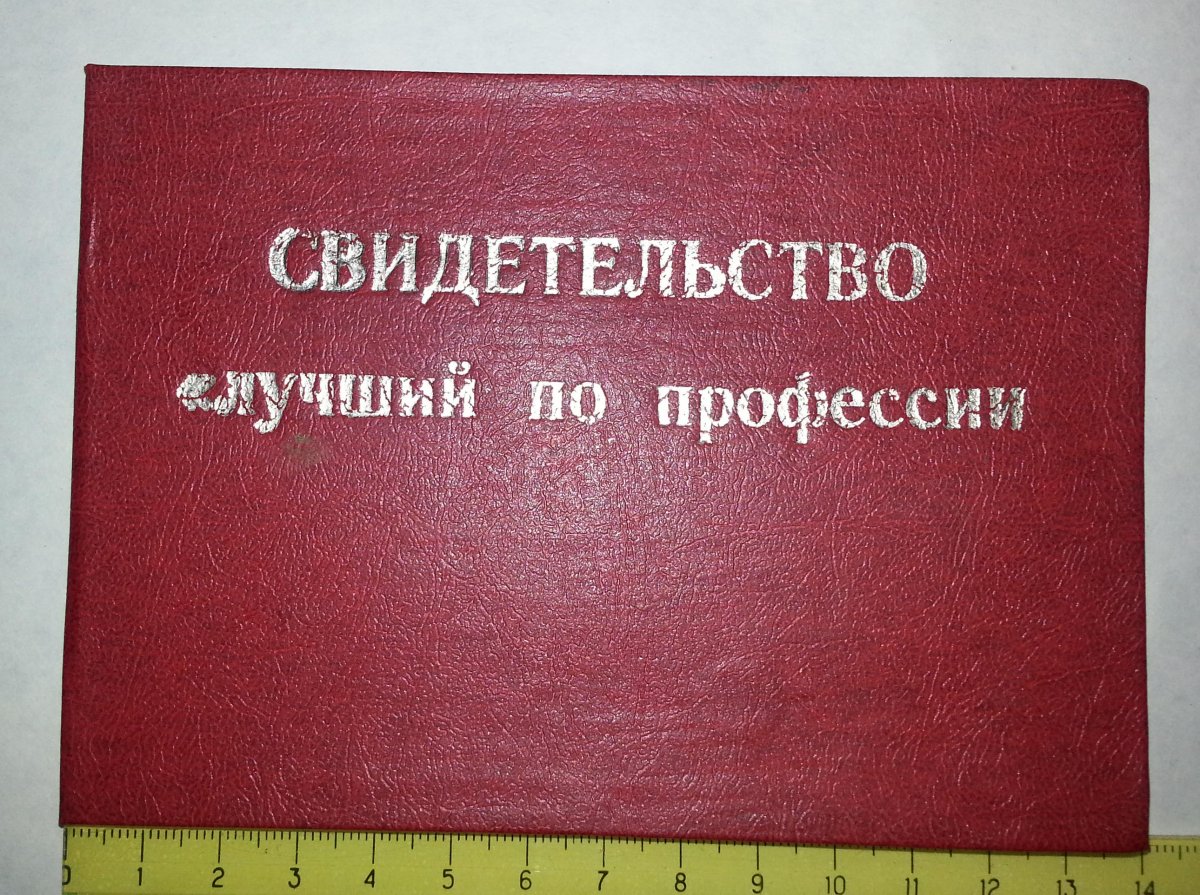 СВИДЕТЕЛЬСТВО
«лучший по профессии
0 1 2 3 4 5 6 7 8 9 10 11 12 13 14